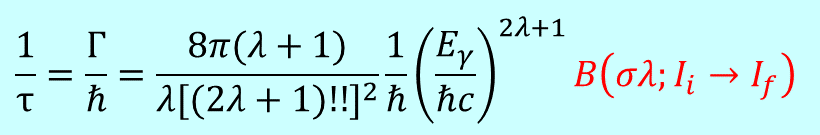 1/τ = Γ/ℏ = 8π(λ + 1)/λ[(2λ + 1)!!]² 1/ℏ (E_γ/ℏc)^{2λ+1} B(σλ; I_i → I_f)